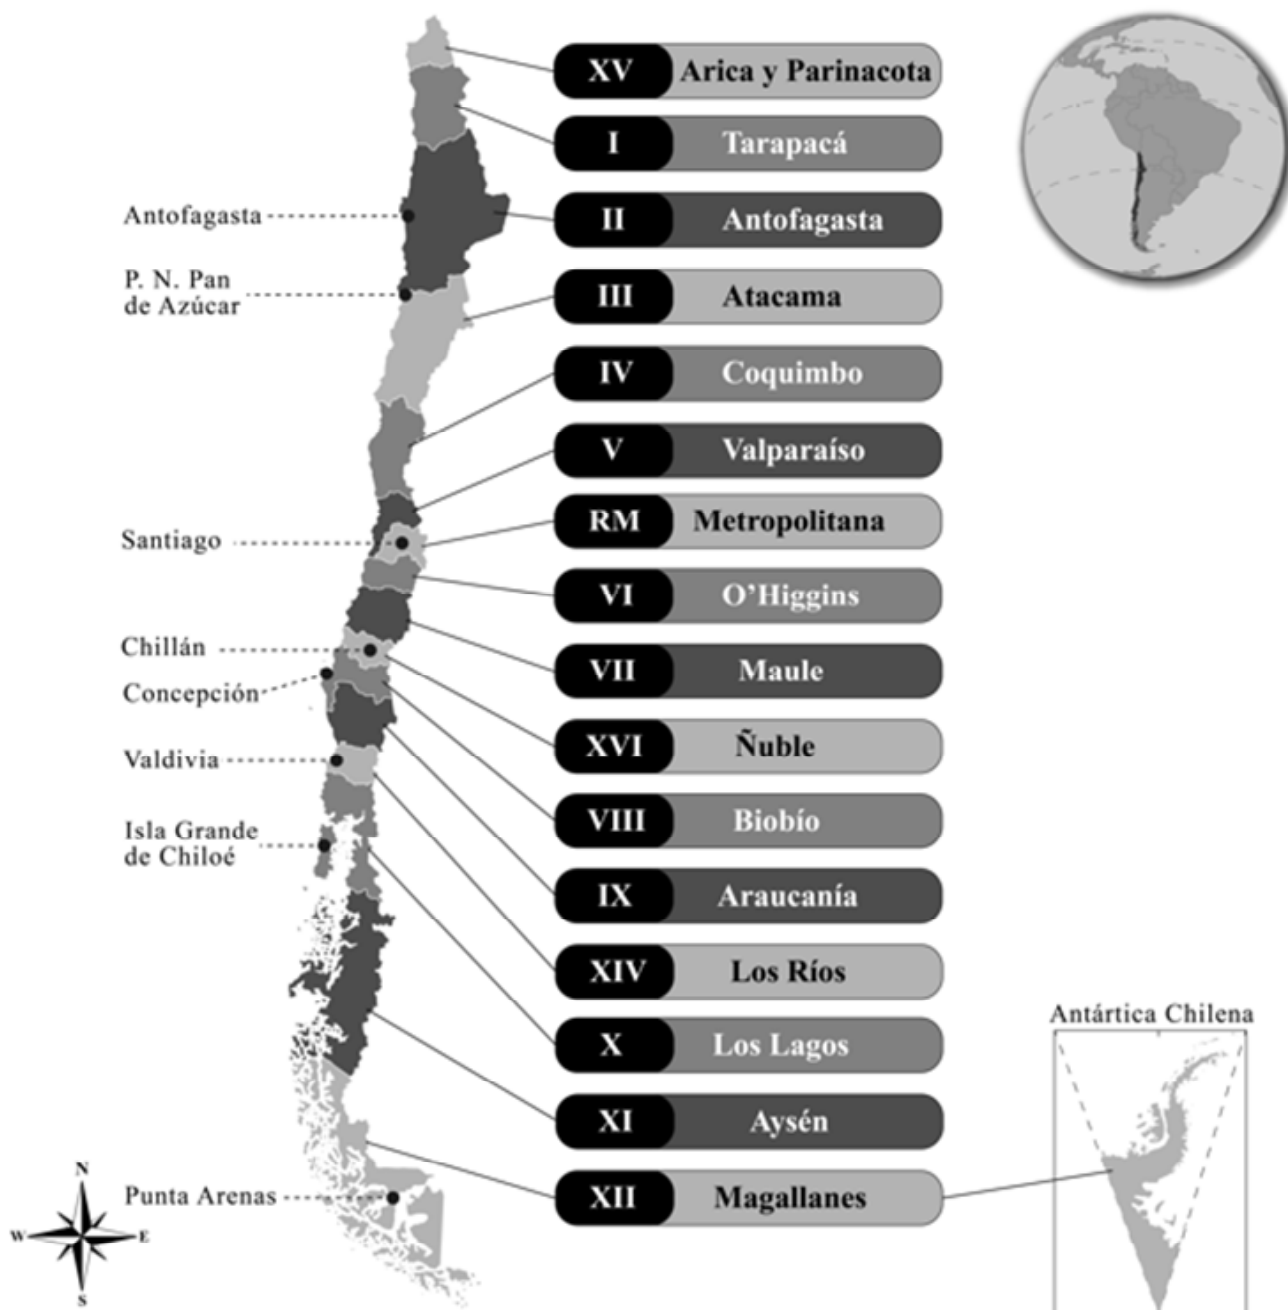 XV Arica y Parinacota
I Tarapacá
II Antofagasta
III Atacama
IV Coquimbo
V Valparaíso
RM Metropolitana
VI O’Higgins
VII Maule
XVI Ñuble
VIII Biobío
IX Araucanía
XIV Los Ríos
X Los Lagos
XI Aysén
XII Magallanes
Antofagasta
P. N. Pan
de Azúcar
Santiago
Chillán
Concepción
Valdivia
Isla Grande
de Chiloé
Punta Arenas
Antártica Chilena
N
W
E
S